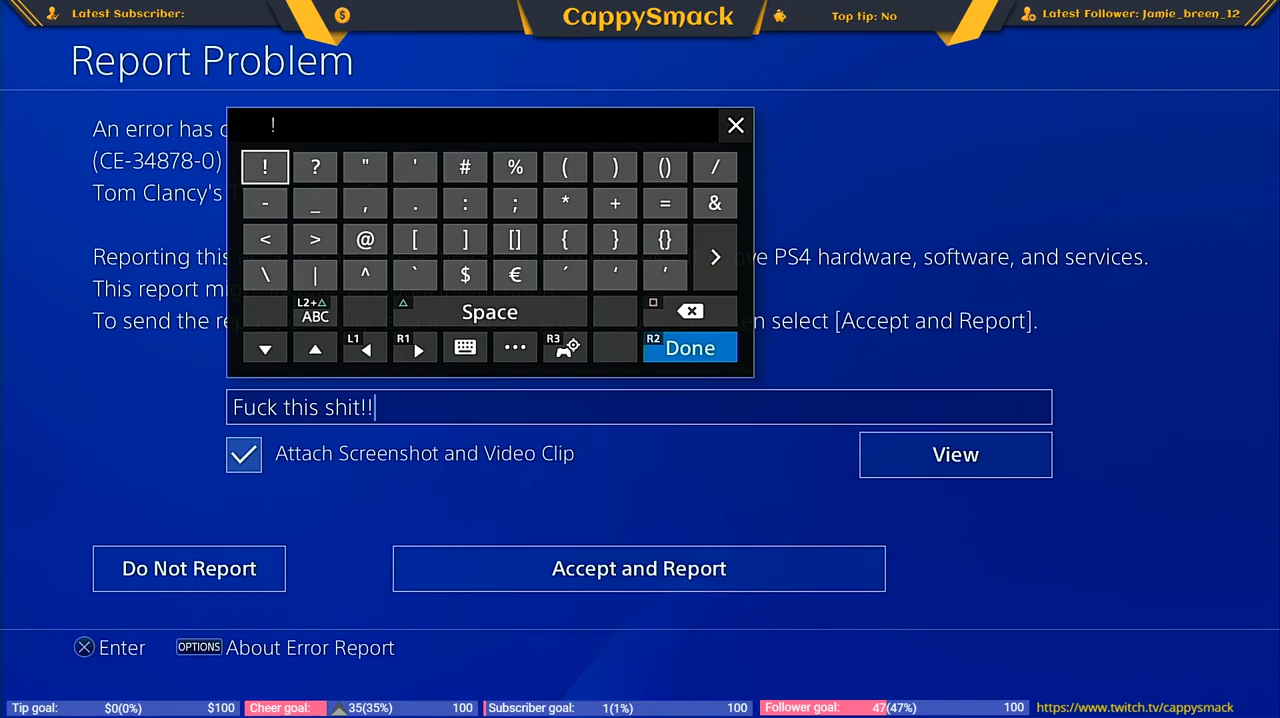 Latest Subscriber:
CappySmack
Top tip: No
Latest Follower: Jamie_breen_12
Report Problem
An error has
(CE-34878-0)
Tom Clancy's
!
! ? " ' # % ( ) () /
- _ , . : ; * + = &
< > @ [ ] [] { } {}
\ | ^ ` $ € ´ ‘ ’
>
L2+△ ABC
△ Space
□
L1 R1 ... R3 R2 Done
Reporting
PS4 hardware, software, and services.
This report
To send the
select [Accept and Report].
Fuck this shit!!
Attach Screenshot and Video Clip
View
Do Not Report
Accept and Report
Enter OPTIONS About Error Report
Tip goal: $0(0%) $100 Cheer goal: 35(35%) 100 Subscriber goal: 1(1%) 100 Follower goal: 47(47%) 100 https://www.twitch.tv/cappysmack